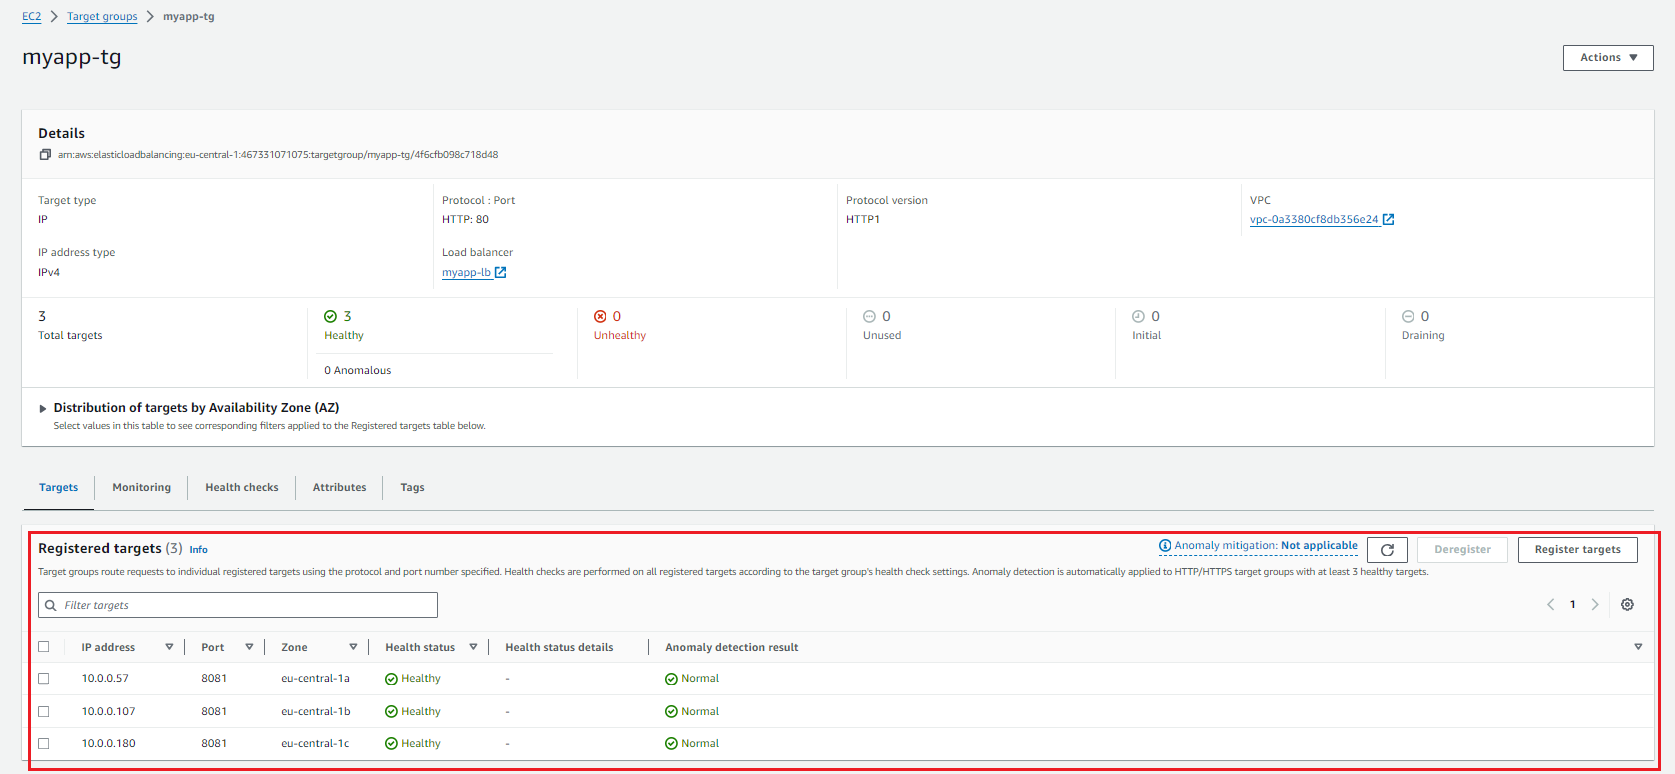 EC2 > Target groups > myapp-tg
myapp-tg
Actions
Details
arn:aws:elasticloadbalancing:eu-central-1:467331071075:targetgroup/myapp-tg/4f6cfb098c718d48
Target type
IP
Protocol : Port
HTTP: 80
Protocol version
HTTP1
VPC
vpc-0a3380cf8db356e24
IP address type
IPv4
Load balancer
myapp-lb
3
Total targets
3
Healthy
0 Anomalous
0
Unhealthy
0
Unused
0
Initial
0
Draining
Distribution of targets by Availability Zone (AZ)
Select values in this table to see corresponding filters applied to the Registered targets table below.
Targets Monitoring Health checks Attributes Tags
Registered targets (3) Info
Anomaly mitigation: Not applicable
Deregister
Register targets
Target groups route requests to individual registered targets using the protocol and port number specified. Health checks are performed on all registered targets according to the target group's health check settings. Anomaly detection is automatically applied to HTTP/HTTPS target groups with at least 3 healthy targets.
Filter targets
1
IP address Port Zone Health status Health status details Anomaly detection result
10.0.0.57 8081 eu-central-1a Healthy - Normal
10.0.0.107 8081 eu-central-1b Healthy - Normal
10.0.0.180 8081 eu-central-1c Healthy - Normal